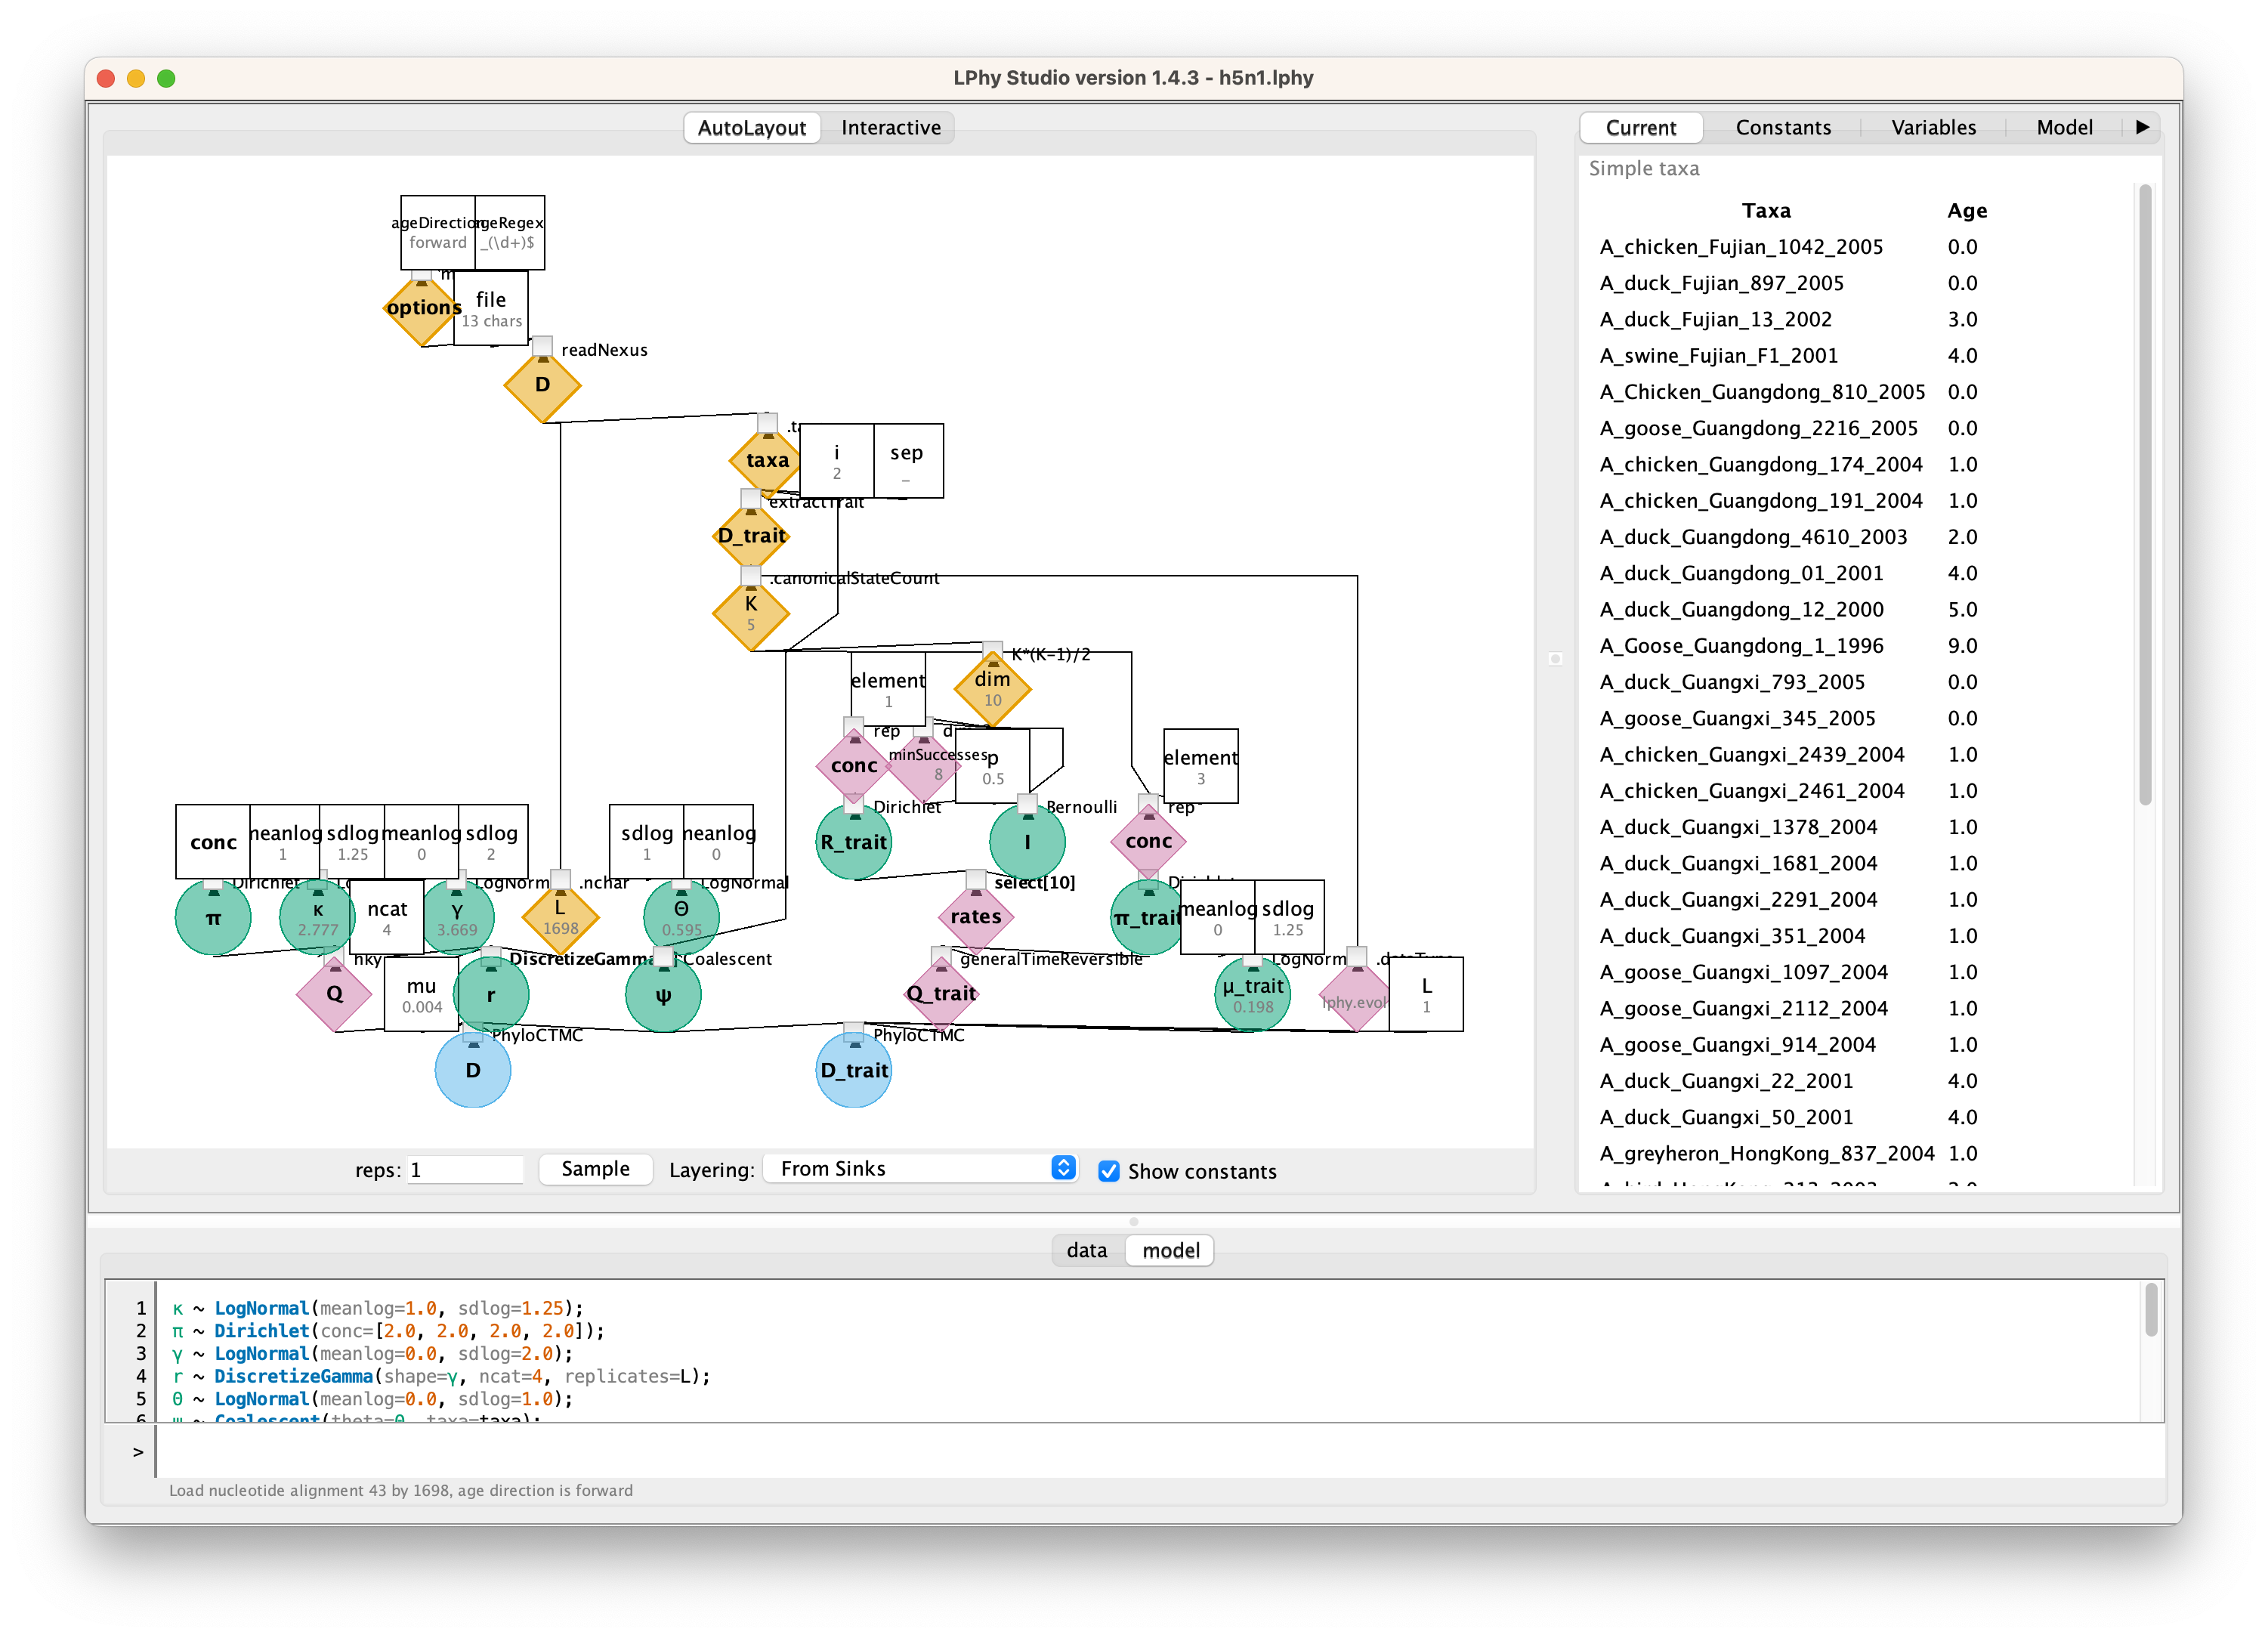 LPhy Studio version 1.4.3 - h5n1.lphy
AutoLayout Interactive
Current Constants Variables Model
ageDirection
forward
geRegex
_(\d+)$
options
file
13 chars
readNexus
D
taxa
i
2
sep
_
extractTrait
D_trait
.canonicalStateCount
K
5
K*(K-1)/2
element
1
dim
10
rep
conc
minSuccesses
8
p
0.5
element
3
Dirichlet
Bernoulli
rep
R_trait
I
conc
conc
meanlog
1
sdlog
1.25
meanlog
0
sdlog
2
sdlog
1
meanlog
0
Dirichlet
LogNorm
.nchar
LogNormal
select[10]
π
κ
2.777
ncat
4
γ
3.669
L
1698
Θ
0.595
rates
π_trait
meanlog
0
sdlog
1.25
hky
DiscretizeGamma
Coalescent
generalTimeReversible
LogNorm
Q
mu
0.004
r
ψ
Q_trait
μ_trait
0.198
lphy.evol
L
1
PhyloCTMC
PhyloCTMC
D
D_trait
reps: 1 Sample Layering: From Sinks Show constants
Simple taxa
Taxa Age
A_chicken_Fujian_1042_2005 0.0
A_duck_Fujian_897_2005 0.0
A_duck_Fujian_13_2002 3.0
A_swine_Fujian_F1_2001 4.0
A_Chicken_Guangdong_810_2005 0.0
A_goose_Guangdong_2216_2005 0.0
A_chicken_Guangdong_174_2004 1.0
A_chicken_Guangdong_191_2004 1.0
A_duck_Guangdong_4610_2003 2.0
A_duck_Guangdong_01_2001 4.0
A_duck_Guangdong_12_2000 5.0
A_Goose_Guangdong_1_1996 9.0
A_duck_Guangxi_793_2005 0.0
A_goose_Guangxi_345_2005 0.0
A_chicken_Guangxi_2439_2004 1.0
A_chicken_Guangxi_2461_2004 1.0
A_duck_Guangxi_1378_2004 1.0
A_duck_Guangxi_1681_2004 1.0
A_duck_Guangxi_2291_2004 1.0
A_duck_Guangxi_351_2004 1.0
A_goose_Guangxi_1097_2004 1.0
A_goose_Guangxi_2112_2004 1.0
A_goose_Guangxi_914_2004 1.0
A_duck_Guangxi_22_2001 4.0
A_duck_Guangxi_50_2001 4.0
A_greyheron_HongKong_837_2004 1.0
data model
1 κ ~ LogNormal(meanlog=1.0, sdlog=1.25);
2 π ~ Dirichlet(conc=[2.0, 2.0, 2.0, 2.0]);
3 γ ~ LogNormal(meanlog=0.0, sdlog=2.0);
4 r ~ DiscretizeGamma(shape=γ, ncat=4, replicates=L);
5 Θ ~ LogNormal(meanlog=0.0, sdlog=1.0);
6 ψ ~ Coalescent(theta=Θ, taxa=taxa);
>
Load nucleotide alignment 43 by 1698, age direction is forward